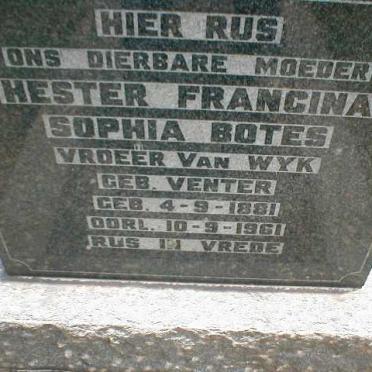 HIER RUS
ONS DIERBARE MOEDER
HESTER FRANCINA
SOPHIA BOTES
VROEER VAN WYK
GEB. VENTER
GEB. 4-9-1881
OORL. 10-9-1961
RUS IN VREDE